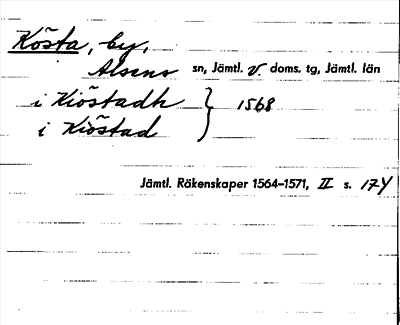 Kösta, by,
Alsens sn, Jämtl. v. doms. tg, Jämtl. län
i Kiöstadh } 1568
i Kiöstad
Jämtl. Räkenskaper 1564–1571, II s. 174